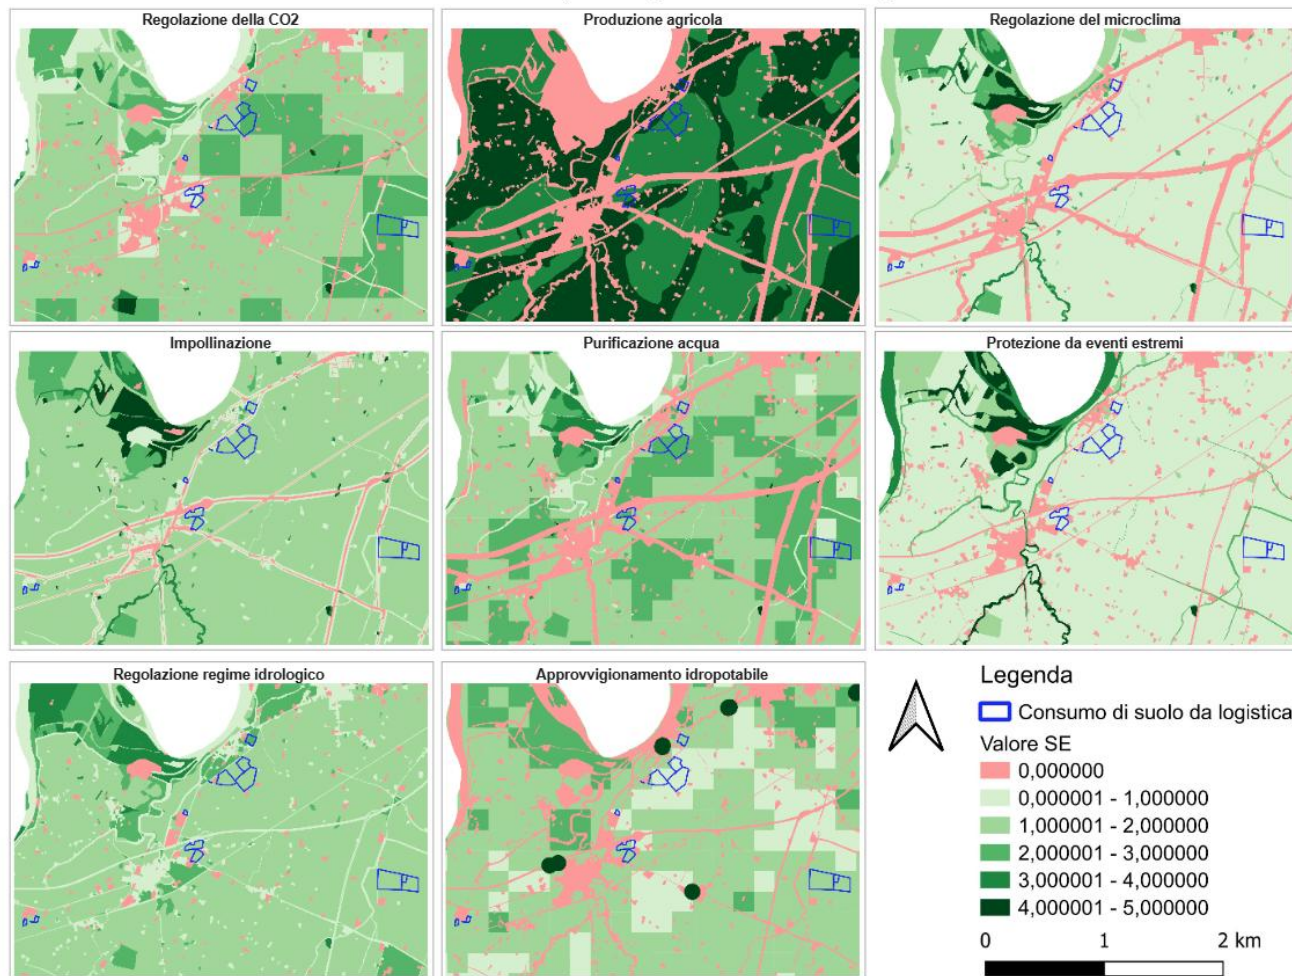 Regolazione della CO2
Produzione agricola
Regolazione del microclima
Impollinazione
Purificazione acqua
Protezione da eventi estremi
Regolazione regime idrologico
Approvvigionamento idropotabile
Legenda
Consumo di suolo da logistica
Valore SE
0,000000
0,000001 - 1,000000
1,000001 - 2,000000
2,000001 - 3,000000
3,000001 - 4,000000
4,000001 - 5,000000
0 1 2 km